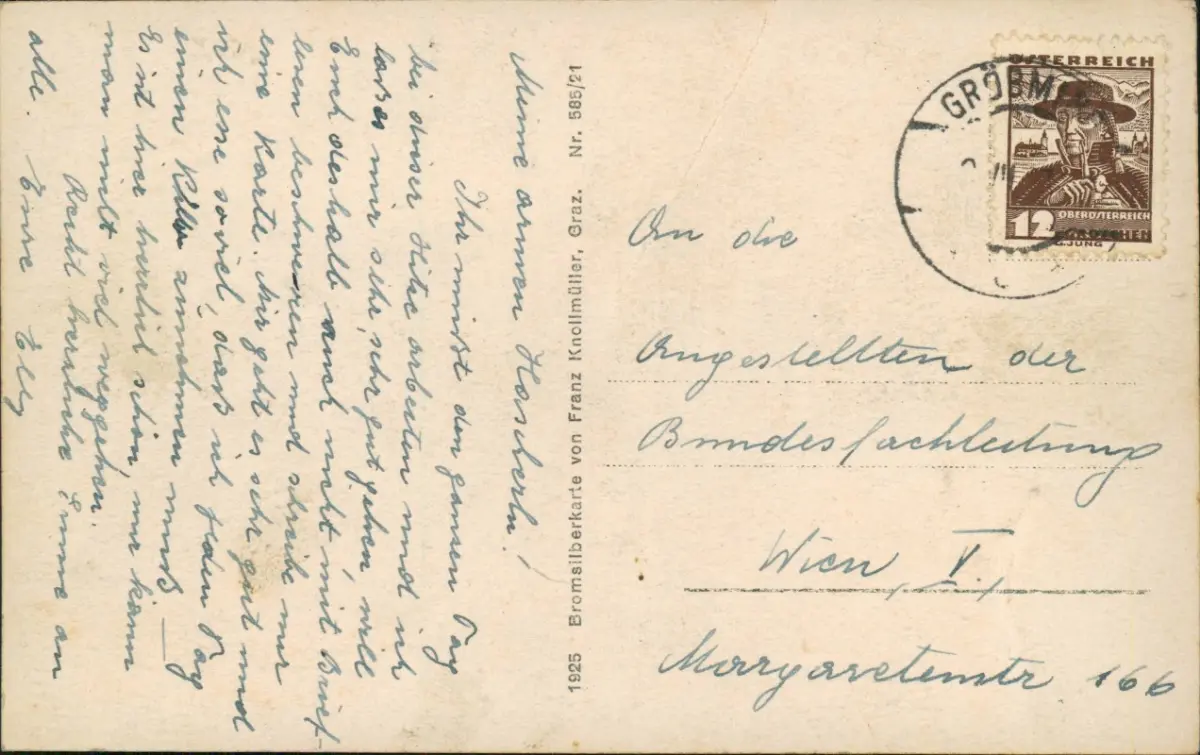 Meine armen Hascherln!
Ihr müßt den ganzen Tag
bei dieser Hitze arbeiten und ich
lasse mir sehr, sehr gut gehen, will
Euch deshalb auch nicht mit Brief-
lesen beschweren und schreibe nur
eine Karte. Mir geht es sehr gut und
ich esse soviel, daß ich jeden Tag
einen Kilo zunehmen muß —
Es ist hier herrlich schön, nur kann
man nicht viel weggehen.
Recht herzliche Grüße an
alle. Eure Elly
1925 Bromsilberkarte von Franz Knollmüller, Graz. Nr. 585/21
ÖSTERREICH
GRÖBM
12
OBERÖSTERREICH
GROSCHEN
G.JUNG
An die
Angestellten der
Bundesfachleitung
Wien V.,
Margaretenstr 166